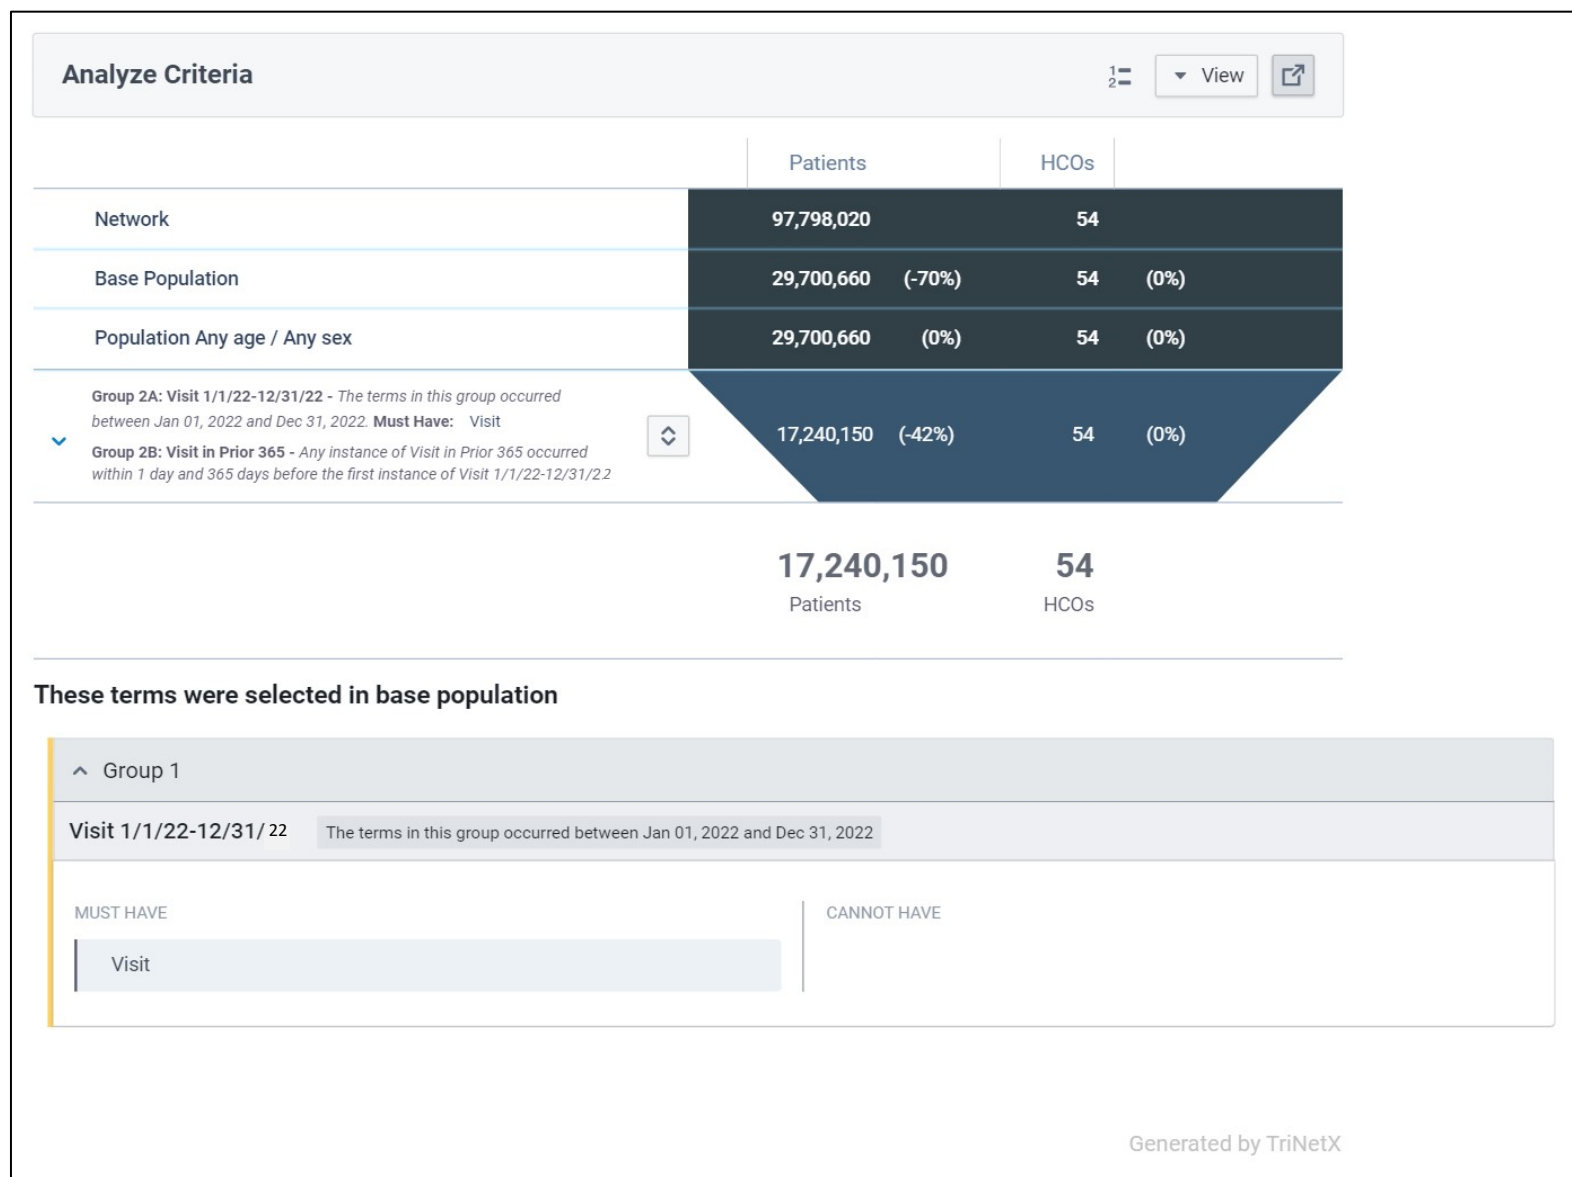 Analyze Criteria
1 2 View
Patients HCOs
Network 97,798,020 54
Base Population 29,700,660 (-70%) 54 (0%)
Population Any age / Any sex 29,700,660 (0%) 54 (0%)
Group 2A: Visit 1/1/22-12/31/22 - The terms in this group occurred
between Jan 01, 2022 and Dec 31, 2022. Must Have: Visit
17,240,150 (-42%) 54 (0%)
Group 2B: Visit in Prior 365 - Any instance of Visit in Prior 365 occurred
within 1 day and 365 days before the first instance of Visit 1/1/22-12/31/2.2
17,240,150 54
Patients HCOs
These terms were selected in base population
Group 1
Visit 1/1/22-12/31/ 22 The terms in this group occurred between Jan 01, 2022 and Dec 31, 2022
MUST HAVE CANNOT HAVE
Visit
Generated by TriNetX